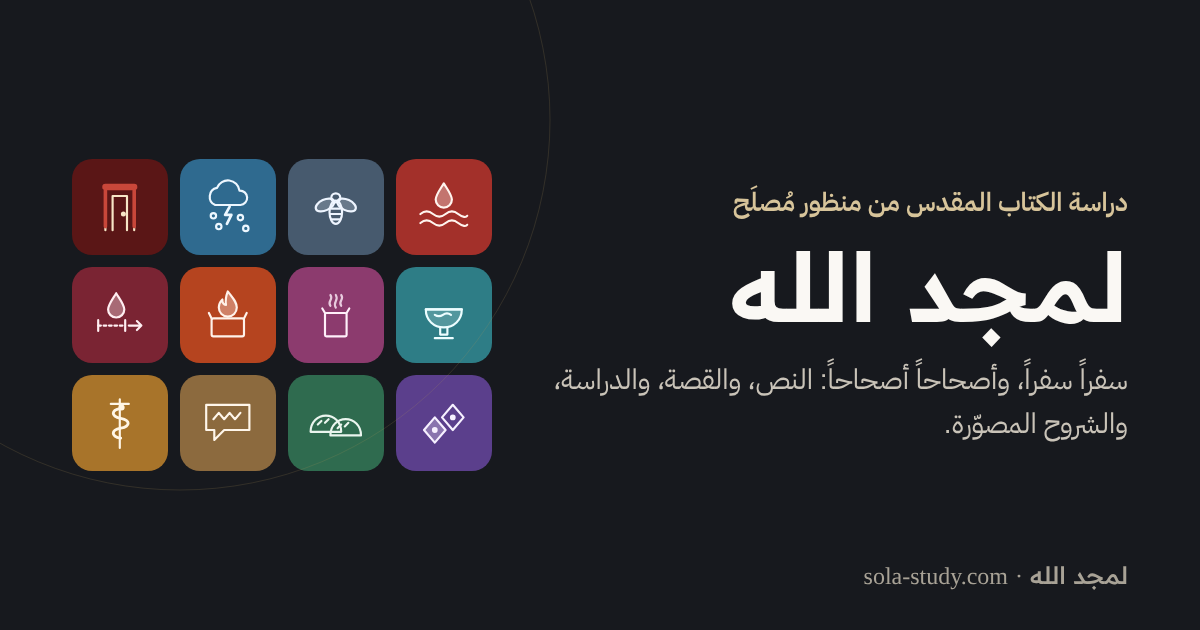 دراسة الكتاب المقدس من منظور مُصلَح
لمجد الله
سفراً سفراً، وأصحاحاً أصحاحاً: النص، والقصة، والدراسة،
والشروح المصوّرة.
لمجد الله · sola-study.com